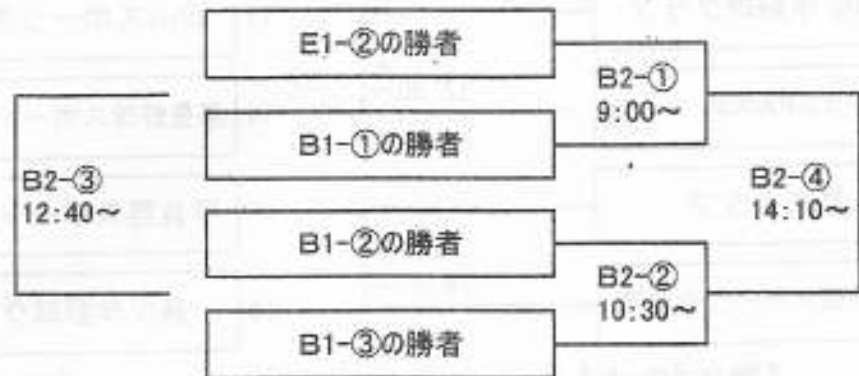 E1-②の勝者
B2-①
9:00～
B1-①の勝者
B2-③
12:40～
B2-④
14:10～
B1-②の勝者
B2-②
10:30～
B1-③の勝者